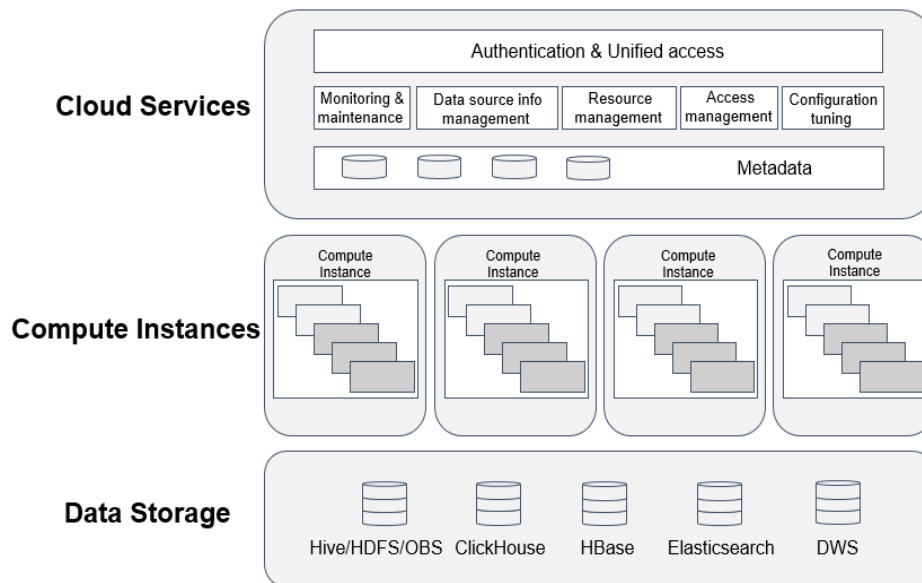 Authentication & Unified access
Cloud Services
Monitoring &
maintenance
Data source info
management
Resource
management
Access
management
Configuration
tuning
Metadata
Compute
Instance
Compute
Instance
Compute
Instance
Compute
Instance
Compute Instances
Data Storage
Hive/HDFS/OBS
ClickHouse
HBase
Elasticsearch
DWS